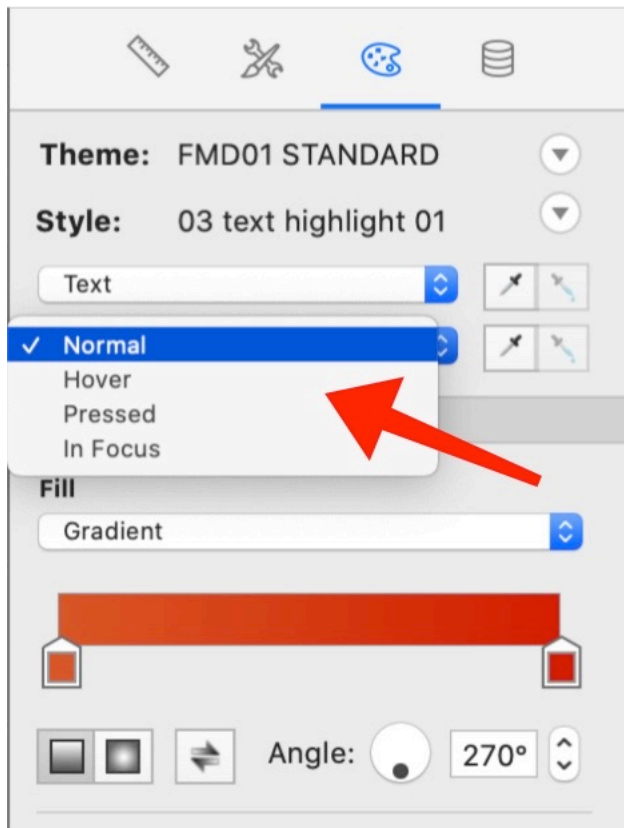 Theme: FMD01 STANDARD
Style: 03 text highlight 01
Text
✓ Normal
Hover
Pressed
In Focus
Fill
Gradient
Angle: 270°